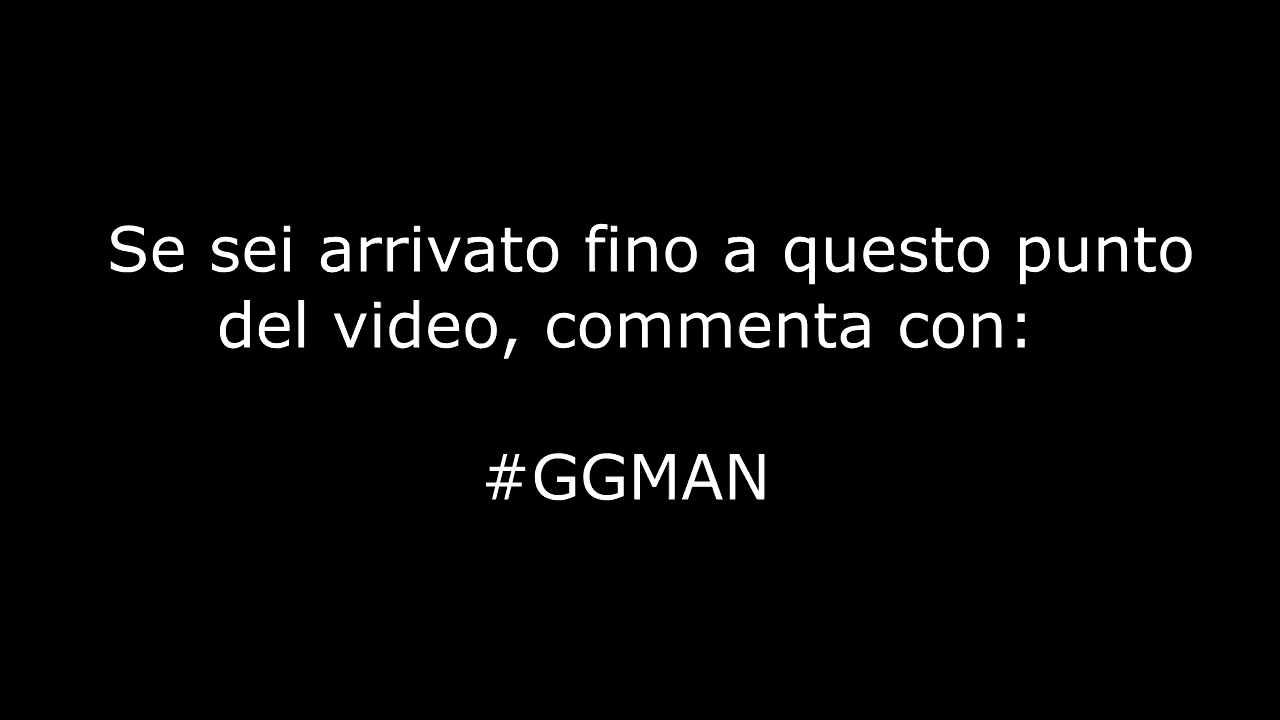 Se sei arrivato fino a questo punto
del video, commenta con:
#GGMAN